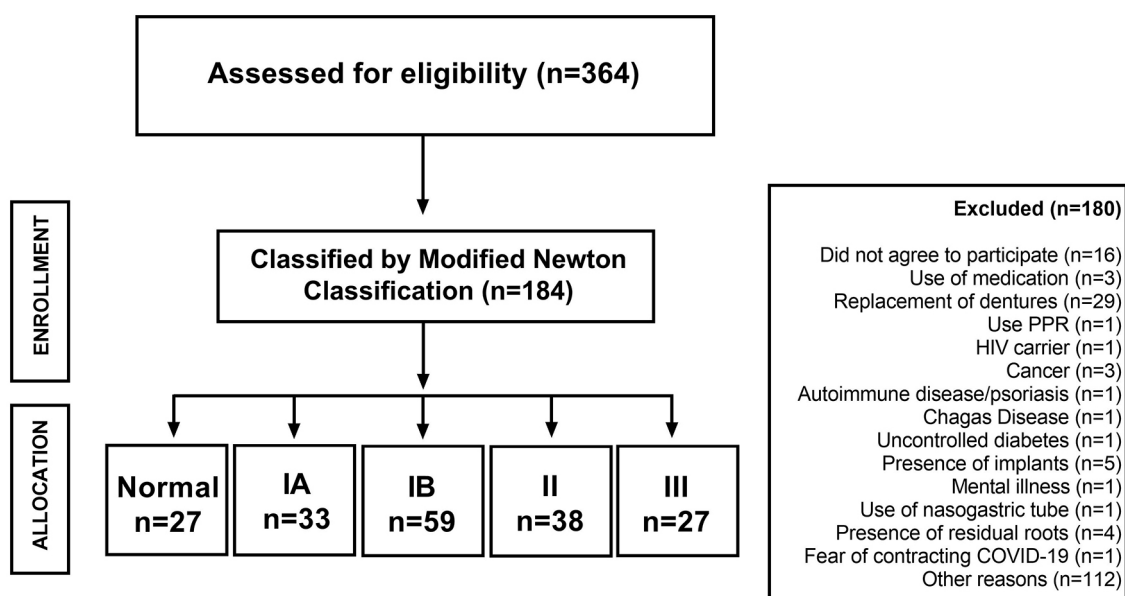 Assessed for eligibility (n=364)
ENROLLMENT
Classified by Modified Newton
Classification (n=184)
ALLOCATION
Normal
n=27
IA
n=33
IB
n=59
II
n=38
III
n=27
Excluded (n=180)
Did not agree to participate (n=16)
Use of medication (n=3)
Replacement of dentures (n=29)
Use PPR (n=1)
HIV carrier (n=1)
Cancer (n=3)
Autoimmune disease/psoriasis (n=1)
Chagas Disease (n=1)
Uncontrolled diabetes (n=1)
Presence of implants (n=5)
Mental illness (n=1)
Use of nasogastric tube (n=1)
Presence of residual roots (n=4)
Fear of contracting COVID-19 (n=1)
Other reasons (n=112)